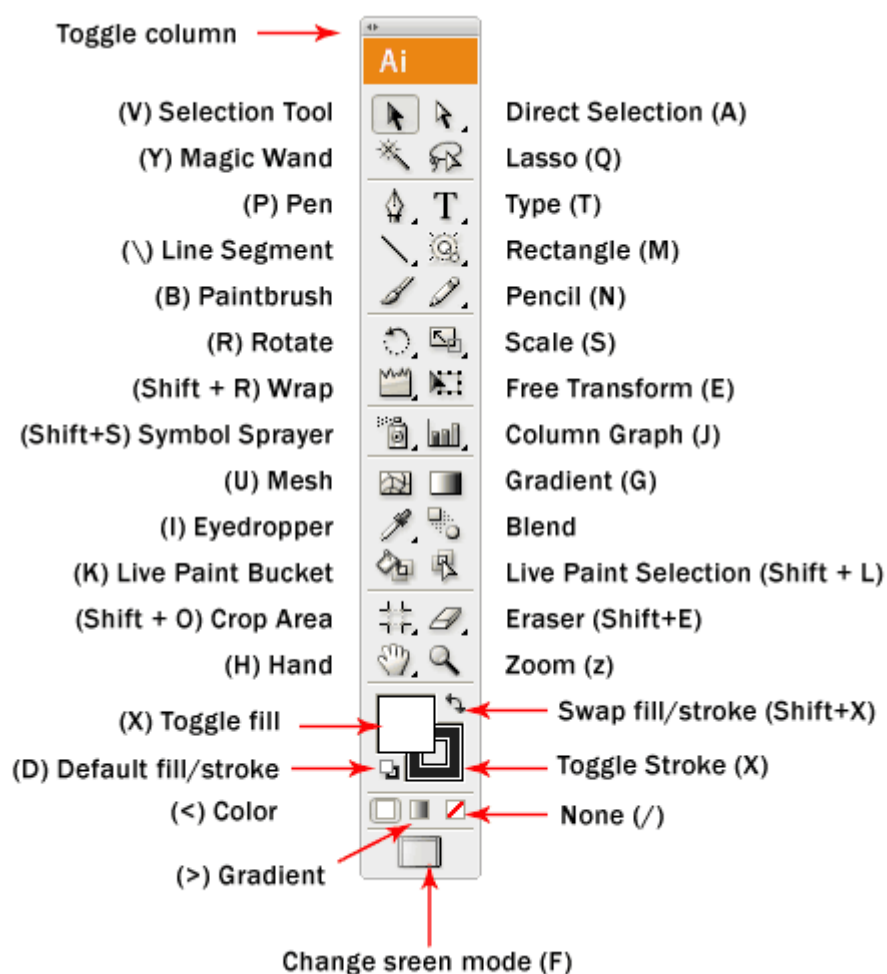 Toggle column
Ai
(V) Selection Tool
Direct Selection (A)
(Y) Magic Wand
Lasso (Q)
(P) Pen
T
Type (T)
(\) Line Segment
Rectangle (M)
(B) Paintbrush
Pencil (N)
(R) Rotate
Scale (S)
(Shift + R) Wrap
Free Transform (E)
(Shift+S) Symbol Sprayer
Column Graph (J)
(U) Mesh
Gradient (G)
(I) Eyedropper
Blend
(K) Live Paint Bucket
Live Paint Selection (Shift + L)
(Shift + O) Crop Area
Eraser (Shift+E)
(H) Hand
Zoom (z)
(X) Toggle fill
Swap fill/stroke (Shift+X)
(D) Default fill/stroke
Toggle Stroke (X)
(<) Color
None (/)
(>) Gradient
Change sreen mode (F)